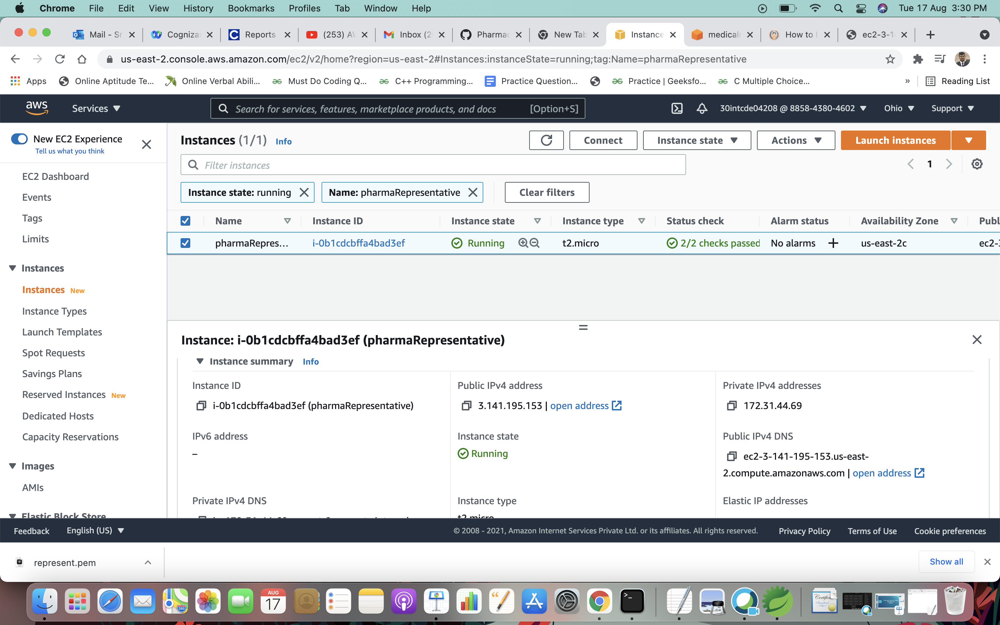 Chrome File Edit View History Bookmarks Profiles Tab Window Help Tue 17 Aug 3:30 PM
Mail - Sr Cogniza Reports (253) AV Inbox (2 Pharmac New Tab Instance medicalr How to ec2-3-1
us-east-2.console.aws.amazon.com/ec2/v2/home?region=us-east-2#Instances:instanceState=running;tag:Name=pharmaRepresentative
Apps Online Aptitude Te... Online Verbal Abili... Must Do Coding Q... C++ Programming... Practice Question... Practice | Geeksfo... C Multiple Choice... » Reading List
aws Services Search for services, features, marketplace products, and docs [Option+S] 30intcde04208 @ 8858-4380-4602 Ohio Support
New EC2 Experience
Tell us what you think
EC2 Dashboard
Events
Tags
Limits
Instances
Instances New
Instance Types
Launch Templates
Spot Requests
Savings Plans
Reserved Instances New
Dedicated Hosts
Capacity Reservations
Images
AMIs
Elastic Block Store
Instances (1/1) Info Connect Instance state Actions Launch instances
Filter instances 1
Instance state: running Name: pharmaRepresentative Clear filters
Name Instance ID Instance state Instance type Status check Alarm status Availability Zone Publ
pharmaRepres... i-0b1cdcbffa4bad3ef Running t2.micro 2/2 checks passed No alarms + us-east-2c ec2-3
Instance: i-0b1cdcbffa4bad3ef (pharmaRepresentative)
Instance summary Info
Instance ID
i-0b1cdcbffa4bad3ef (pharmaRepresentative)
Public IPv4 address
3.141.195.153 | open address
Private IPv4 addresses
172.31.44.69
IPv6 address
–
Instance state
Running
Public IPv4 DNS
ec2-3-141-195-153.us-east-
2.compute.amazonaws.com | open address
Private IPv4 DNS
Instance type
t2.micro
Elastic IP addresses
Feedback English (US) © 2008 - 2021, Amazon Internet Services Private Ltd. or its affiliates. All rights reserved. Privacy Policy Terms of Use Cookie preferences
represent.pem Show all
AUG
17
280